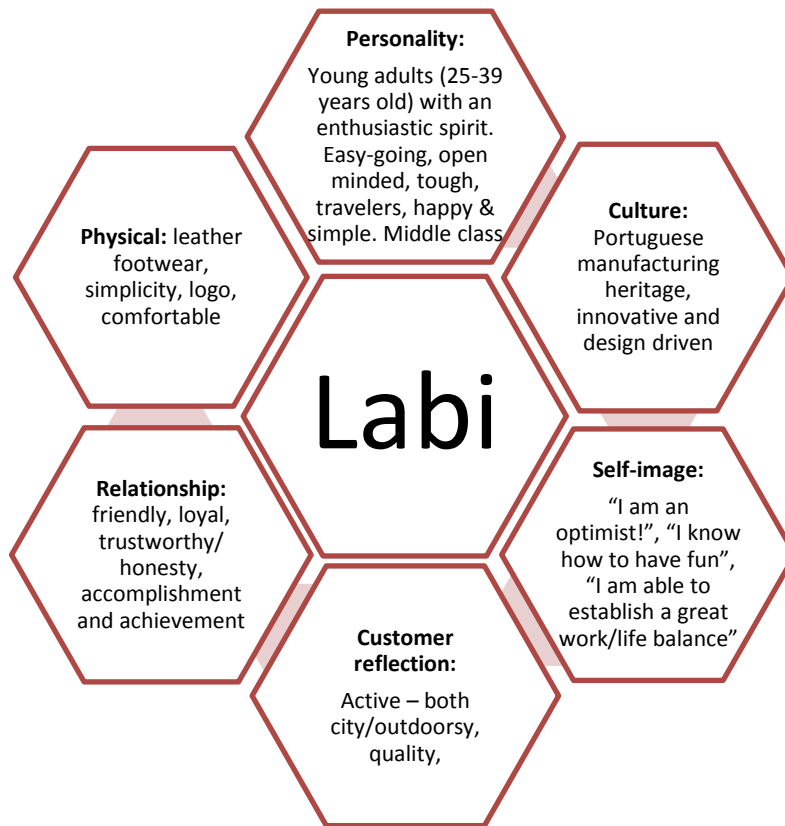 Personality:
Young adults (25-39
years old) with an
enthusiastic spirit.
Easy-going, open
minded, tough,
travelers, happy &
simple. Middle class
Physical: leather
footwear,
simplicity, logo,
comfortable
Culture:
Portuguese
manufacturing
heritage,
innovative and
design driven
Labi
Relationship:
friendly, loyal,
trustworthy/
honesty,
accomplishment
and achievement
Self-image:
“I am an
optimist!”, “I know
how to have fun”,
“I am able to
establish a great
work/life balance”
Customer
reflection:
Active – both
city/outdoorsy,
quality,